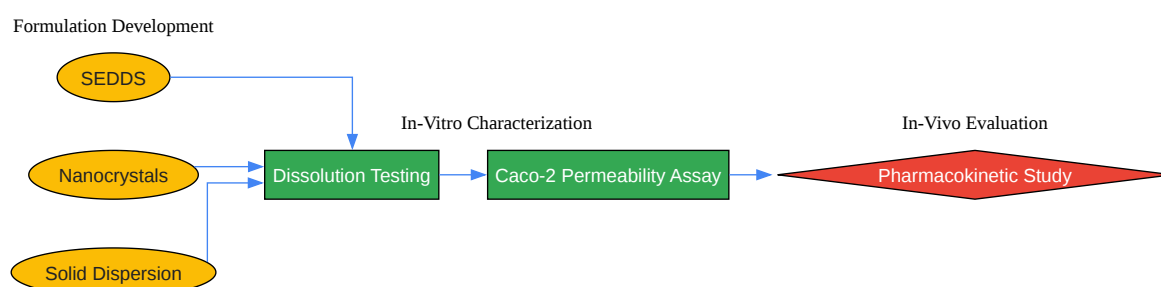 Formulation Development
SEDDS
In-Vitro Characterization
In-Vivo Evaluation
Nanocrystals
Dissolution Testing
Caco-2 Permeability Assay
Pharmacokinetic Study
Solid Dispersion